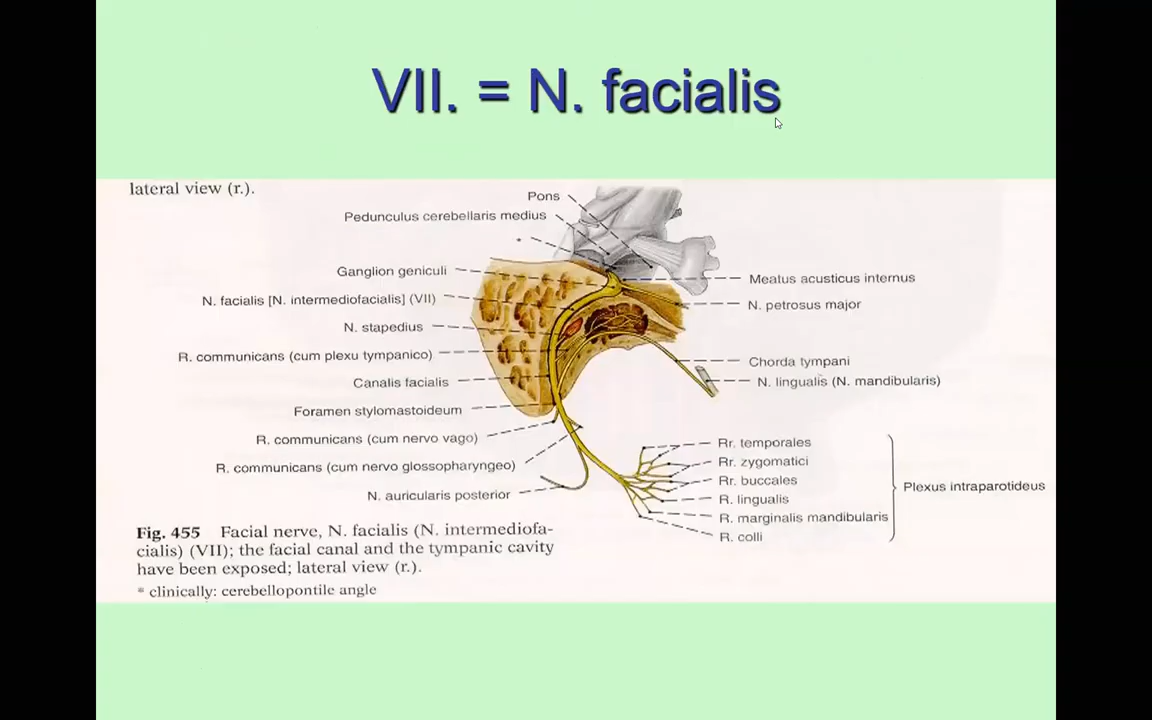 VII. = N. facialis
lateral view (r.).
Pons
Pedunculus cerebellaris medius
*
Ganglion geniculi
N. facialis [N. intermediofacialis] (VII)
N. stapedius
R. communicans (cum plexu tympanico)
Canalis facialis
Foramen stylomastoideum
R. communicans (cum nervo vago)
R. communicans (cum nervo glossopharyngeo)
N. auricularis posterior
Meatus acusticus internus
N. petrosus major
Chorda tympani
N. lingualis (N. mandibularis)
Rr. temporales
Rr. zygomatici
Rr. buccales
R. lingualis
R. marginalis mandibularis
R. colli
Plexus intraparotideus
Fig. 455 Facial nerve, N. facialis (N. intermediofa-
cialis) (VII); the facial canal and the tympanic cavity
have been exposed; lateral view (r.).
* clinically: cerebellopontile angle